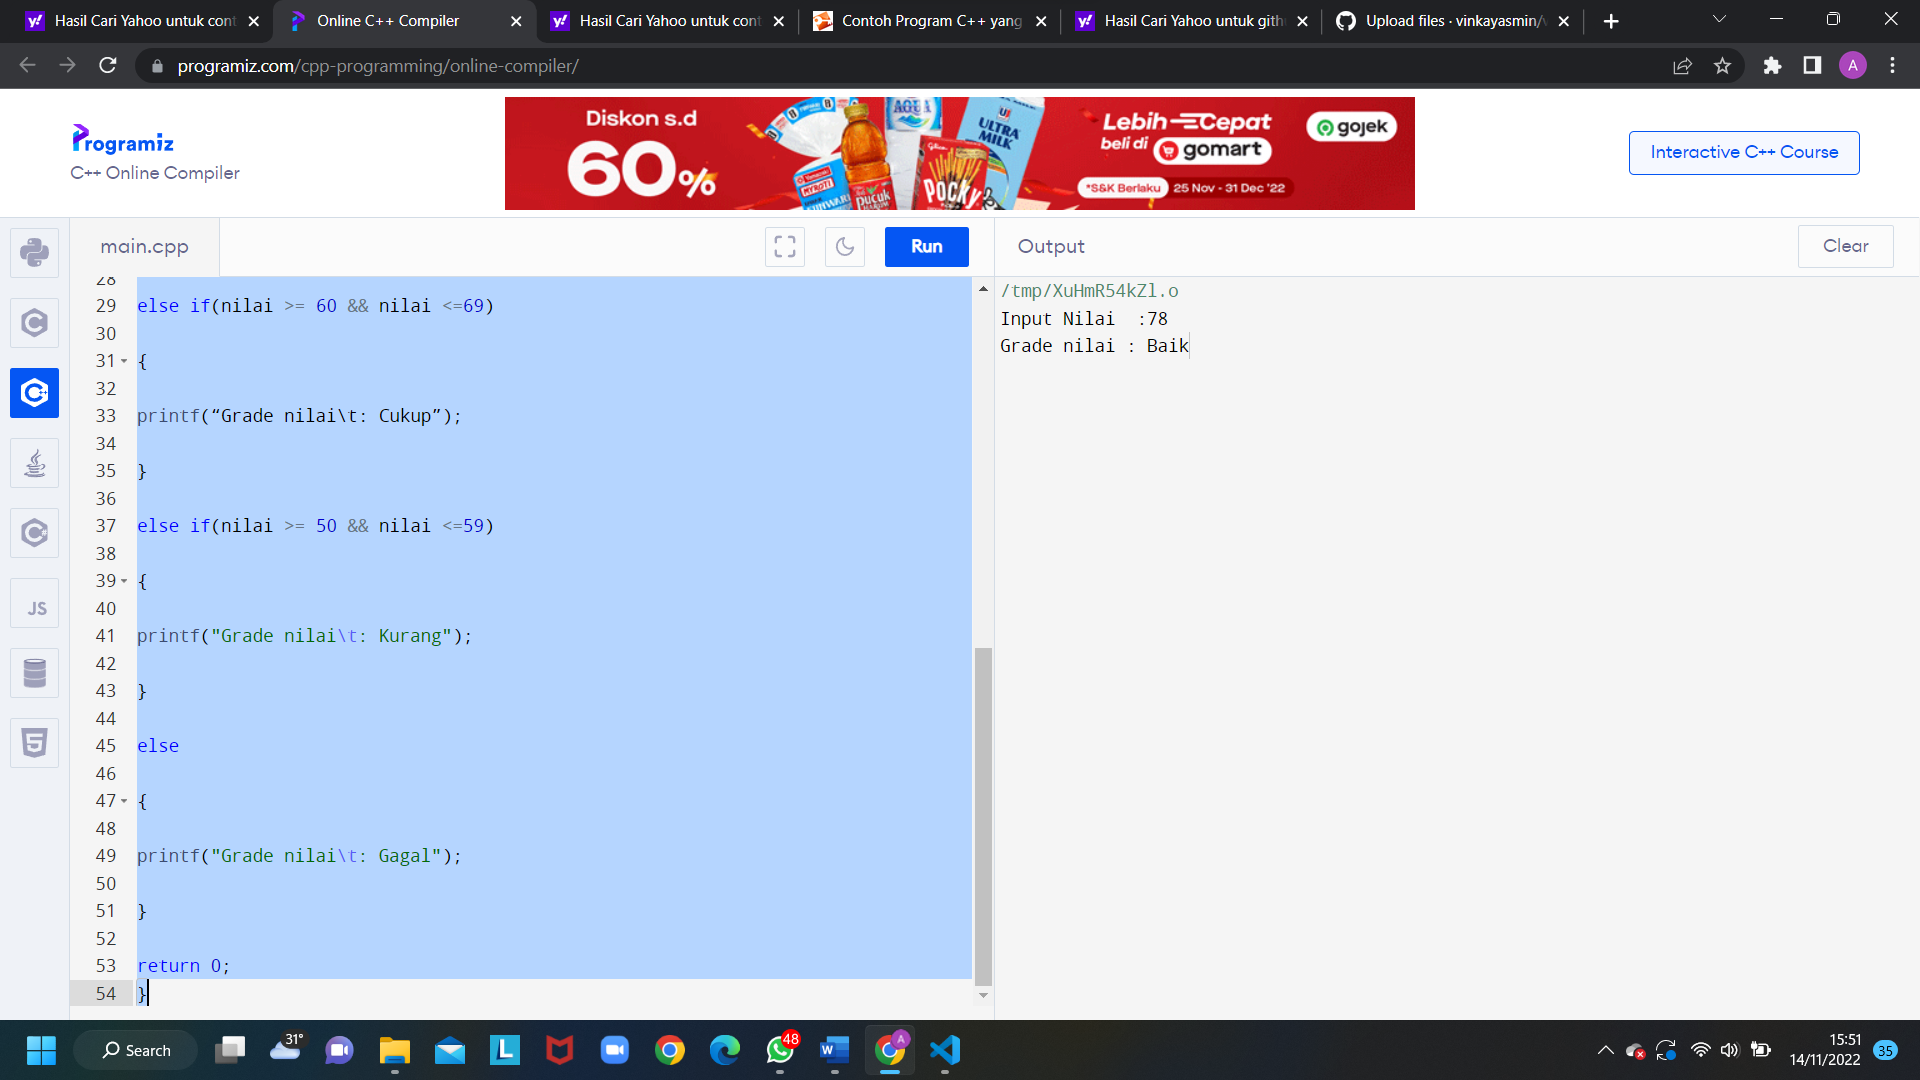 Hasil Cari Yahoo untuk cont
Online C++ Compiler
Hasil Cari Yahoo untuk cont
Contoh Program C++ yang
Hasil Cari Yahoo untuk gith
Upload files · vinkayasmin/v
programiz.com/cpp-programming/online-compiler/
A
Programiz
C++ Online Compiler
Diskon s.d
60%
AQUA
ULTRA
MILK
POCKY
Pucuk
Lebih Cepat
beli di gomart
gojek
*S&K Berlaku 25 Nov - 31 Dec '22
Interactive C++ Course
main.cpp
Run
Output
Clear
28
29 else if(nilai >= 60 && nilai <=69)
30
31 {
32
33 printf(“Grade nilai\t: Cukup”);
34
35 }
36
37 else if(nilai >= 50 && nilai <=59)
38
39 {
40
41 printf("Grade nilai\t: Kurang");
42
43 }
44
45 else
46
47 {
48
49 printf("Grade nilai\t: Gagal");
50
51 }
52
53 return 0;
54 }
/tmp/XuHmR54kZl.o
Input Nilai  :78
Grade nilai : Baik
JS
Search
31°
48
A
15:51
14/11/2022
35